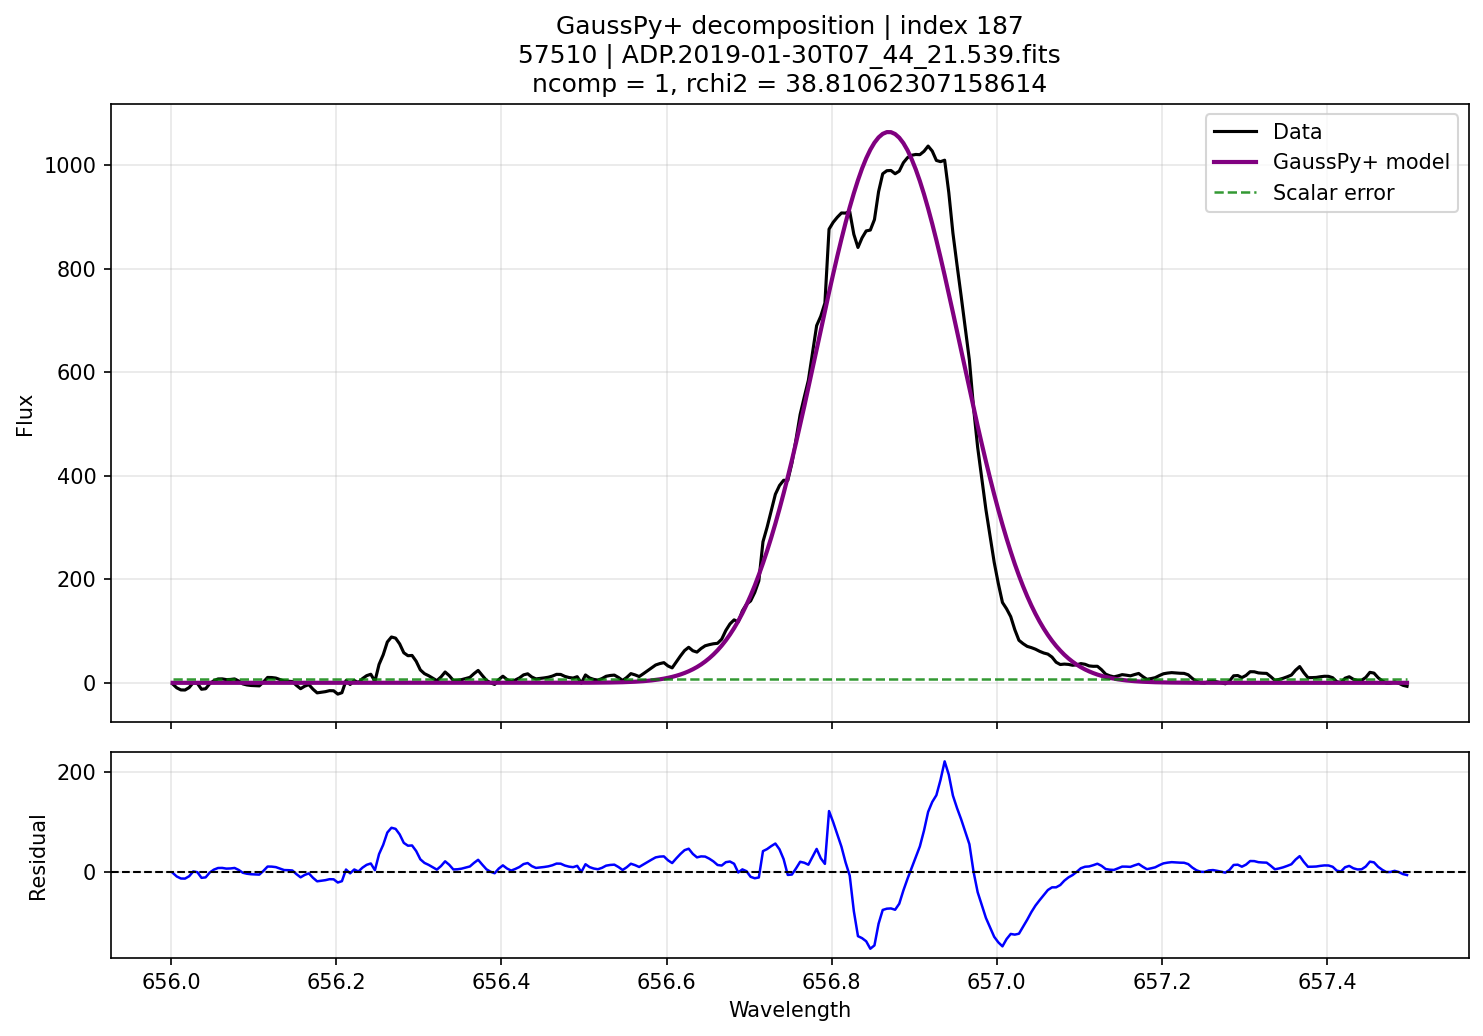 GaussPy+ decomposition | index 187
57510 | ADP.2019-01-30T07_44_21.539.fits
ncomp = 1, rchi2 = 38.81062307158614
Data
GaussPy+ model
Scalar error
Flux
1000
800
600
400
200
0
Residual
200
0
656.0 656.2 656.4 656.6 656.8 657.0 657.2 657.4
Wavelength